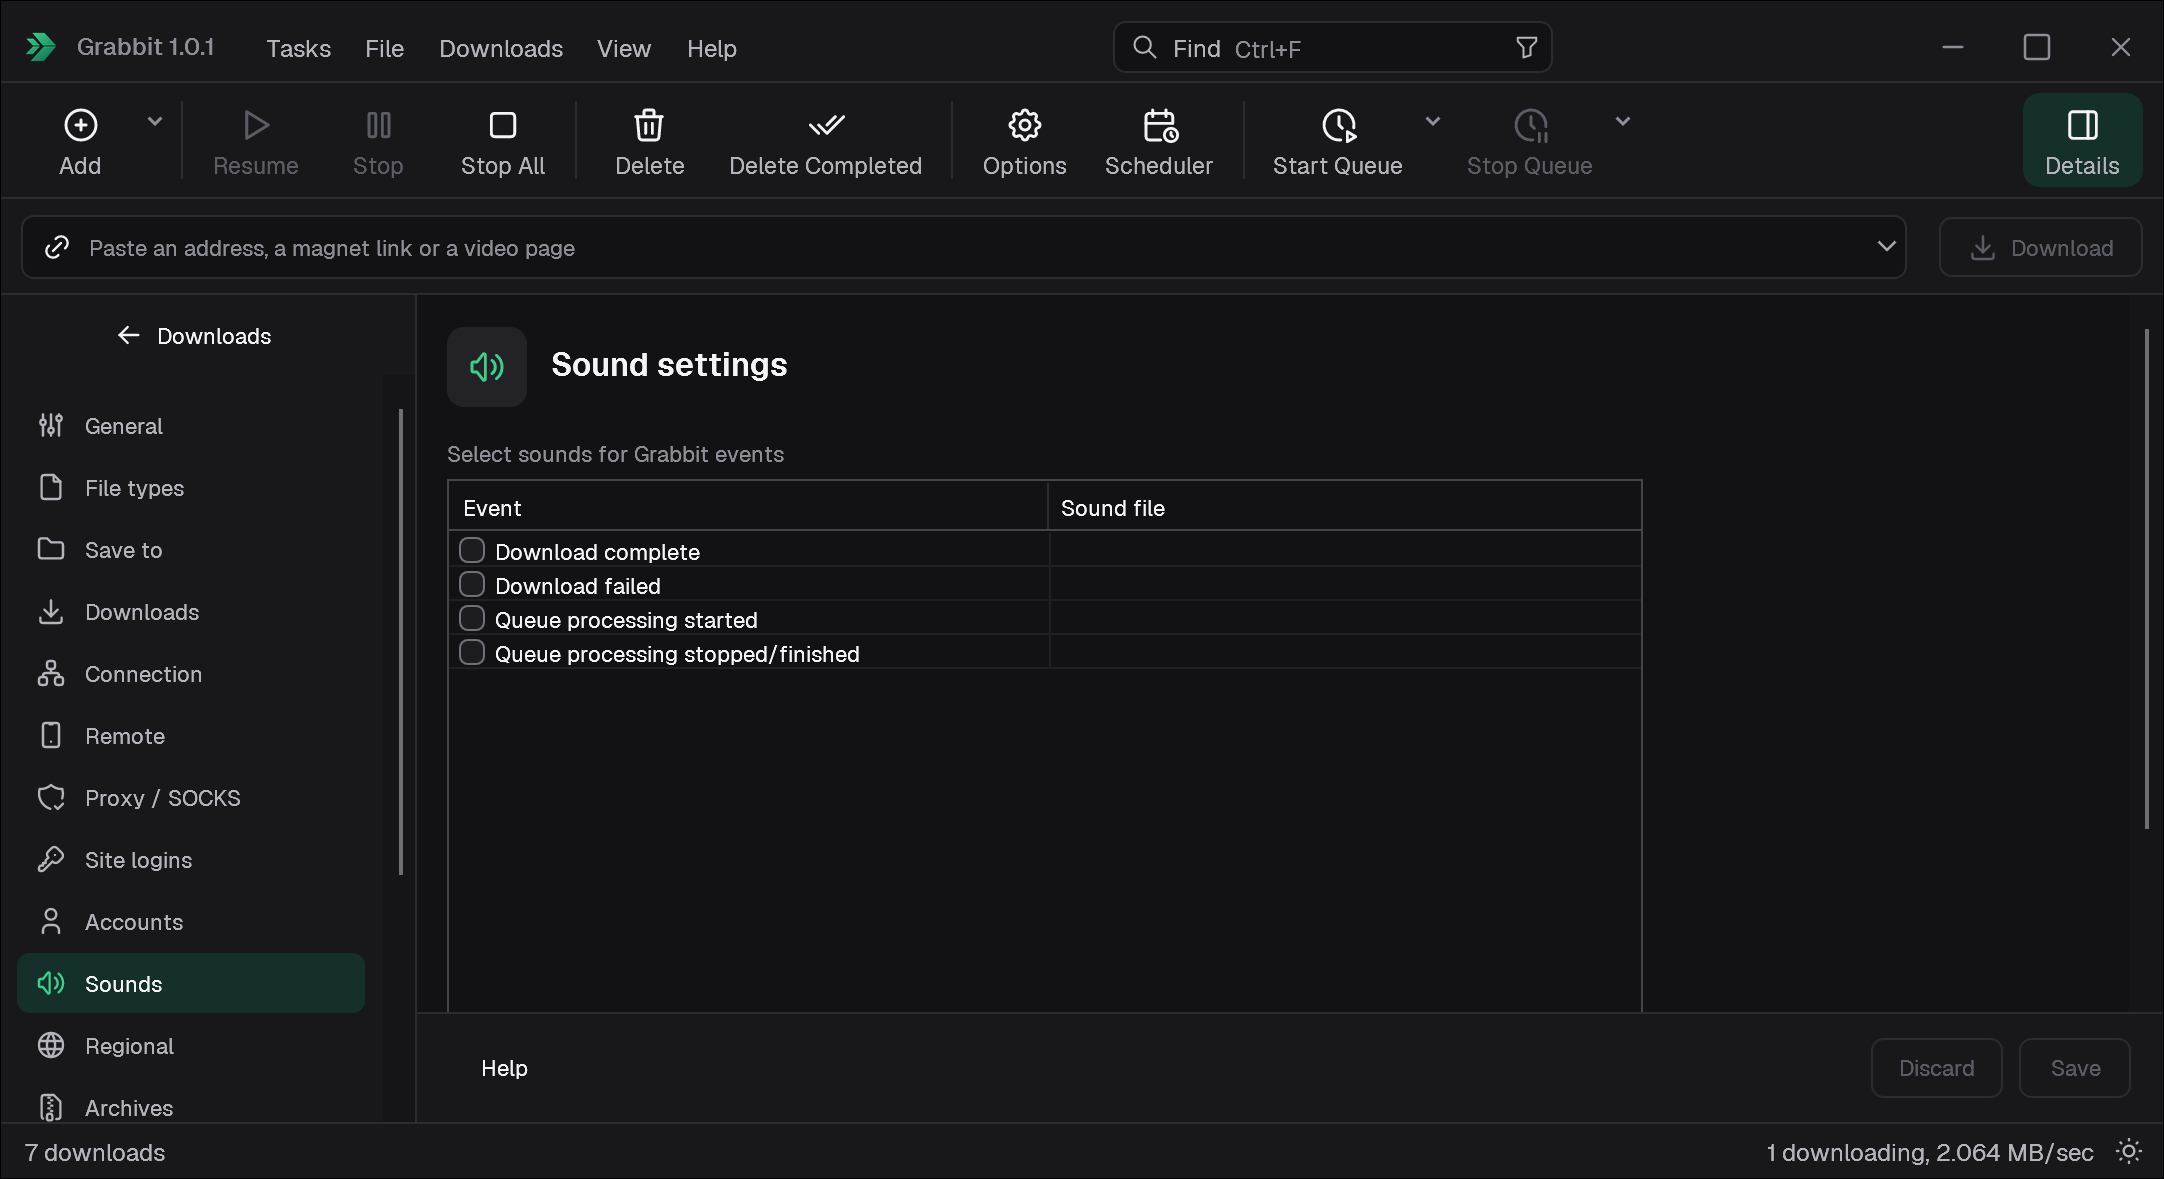 Grabbit 1.0.1 Tasks File Downloads View Help Find Ctrl+F
Add Resume Stop Stop All Delete Delete Completed Options Scheduler Start Queue Stop Queue Details
Paste an address, a magnet link or a video page Download
Downloads
General
File types
Save to
Downloads
Connection
Remote
Proxy / SOCKS
Site logins
Accounts
Sounds
Regional
Archives
Sound settings
Select sounds for Grabbit events
Event Sound file
Download complete
Download failed
Queue processing started
Queue processing stopped/finished
Help Discard Save
7 downloads 1 downloading, 2.064 MB/sec